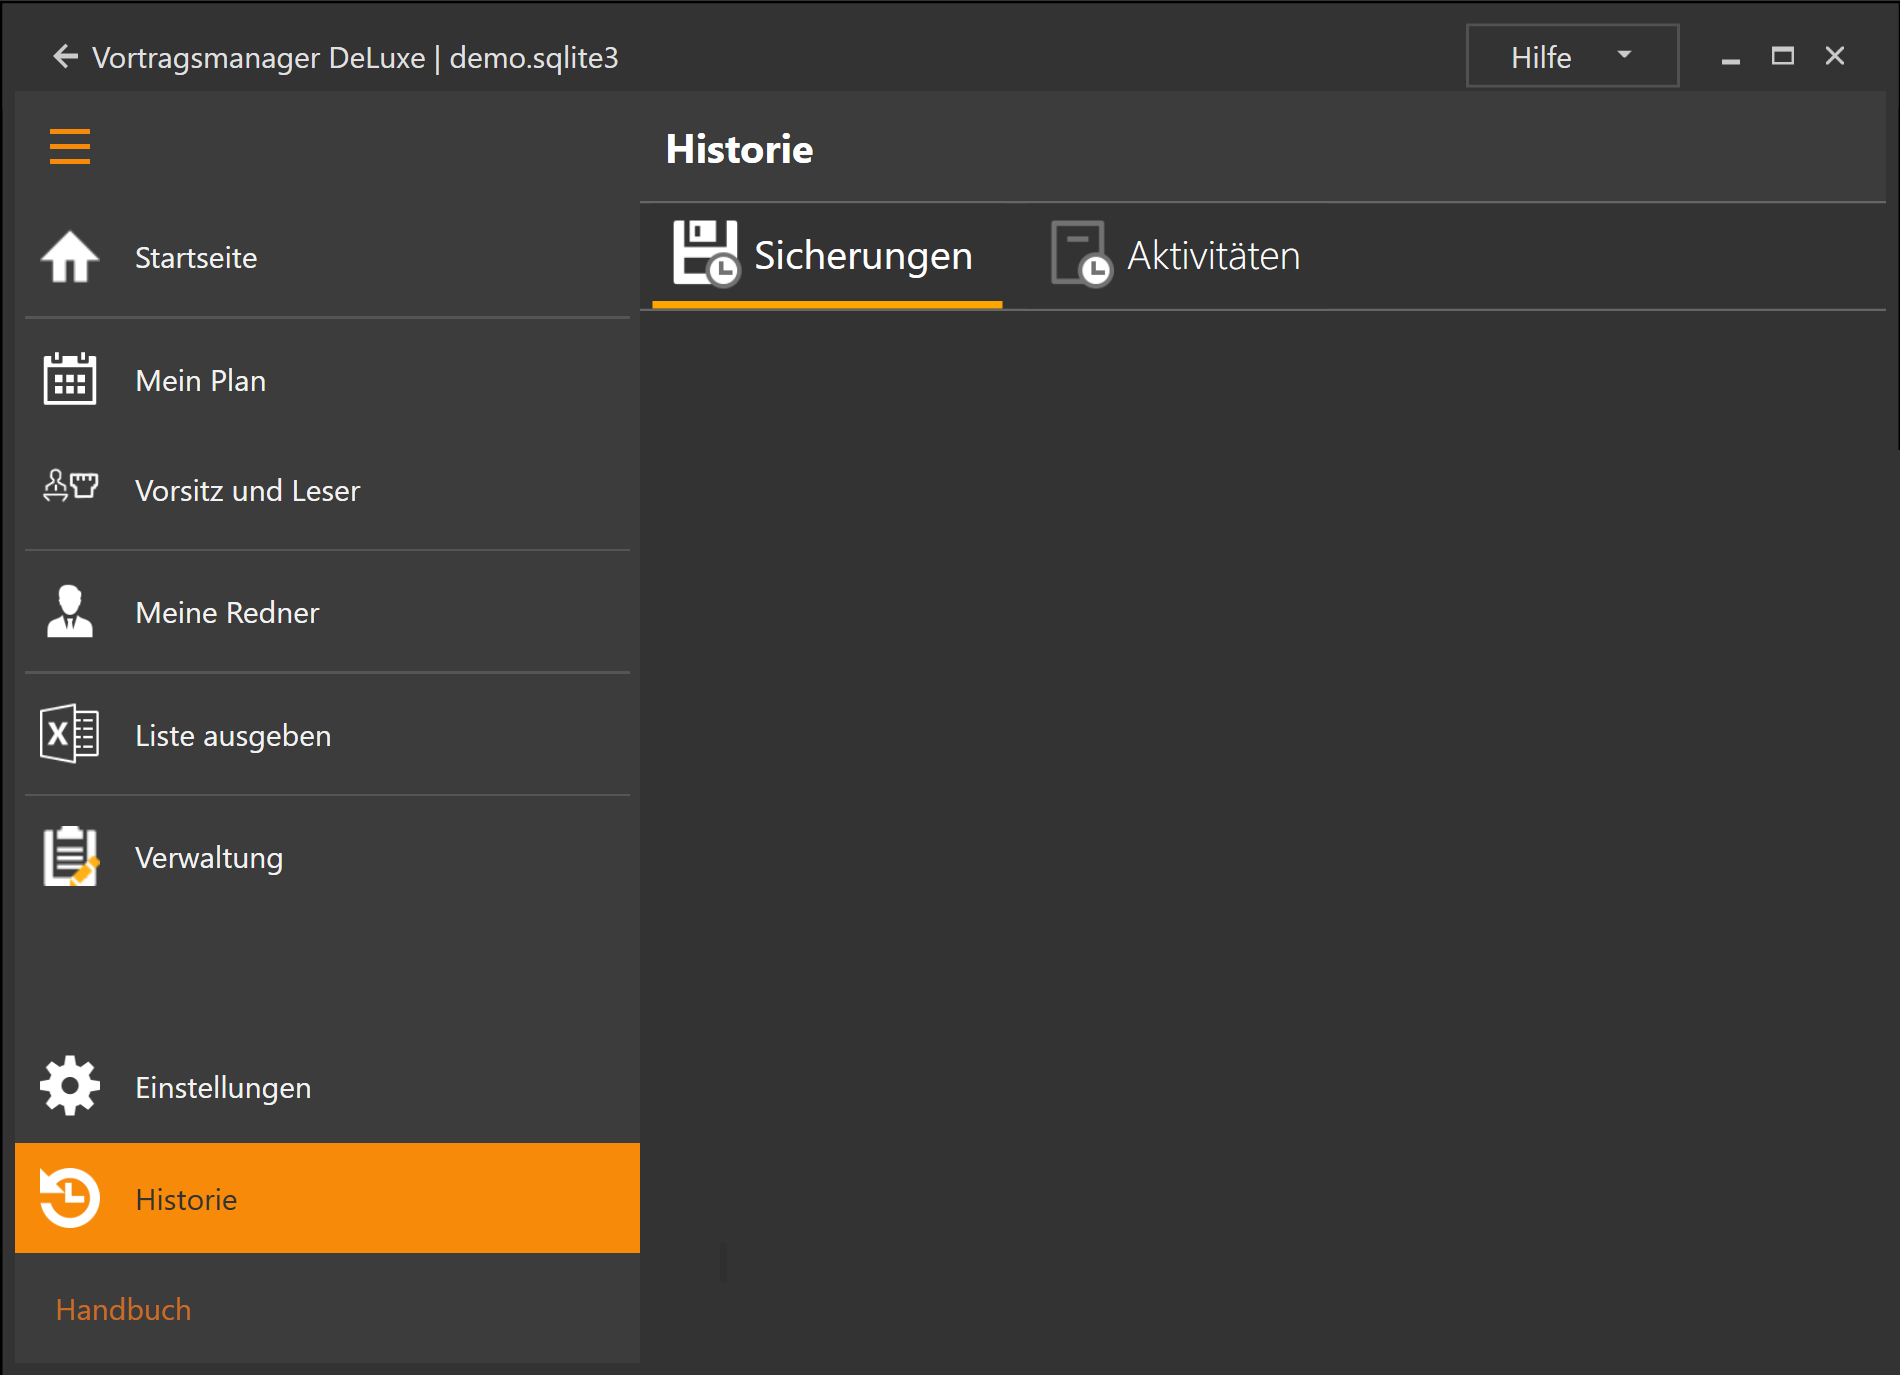 Vortragsmanager DeLuxe | demo.sqlite3
Hilfe
Historie
Sicherungen
Aktivitäten
Startseite
Mein Plan
Vorsitz und Leser
Meine Redner
Liste ausgeben
Verwaltung
Einstellungen
Historie
Handbuch